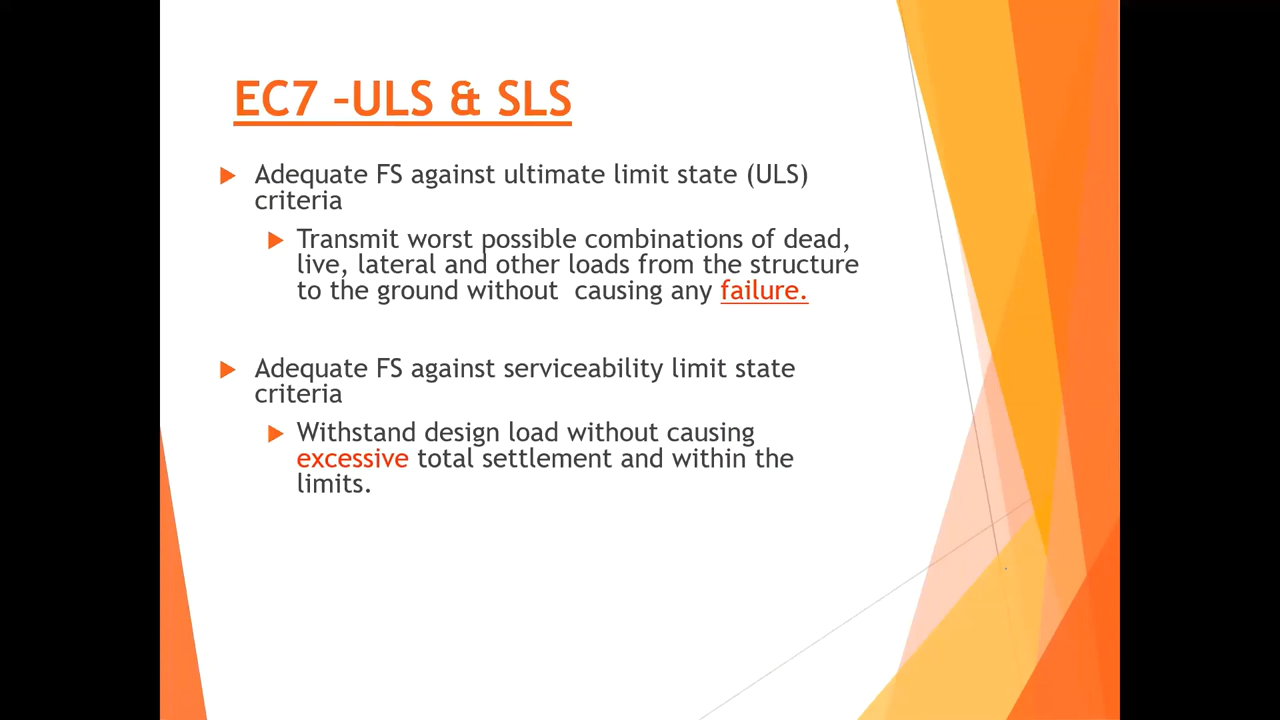 EC7 -ULS & SLS
Adequate FS against ultimate limit state (ULS)
criteria
Transmit worst possible combinations of dead,
live, lateral and other loads from the structure
to the ground without  causing any failure.
Adequate FS against serviceability limit state
criteria
Withstand design load without causing
excessive total settlement and within the
limits.